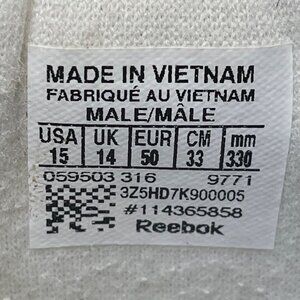 MADE IN VIETNAM
FABRIQUÉ AU VIETNAM
MALE/MÂLE
USA UK EUR CM mm
15 14 50 33 330
059503 316 9771
3Z5HD7K900005
#114365858
Reebok